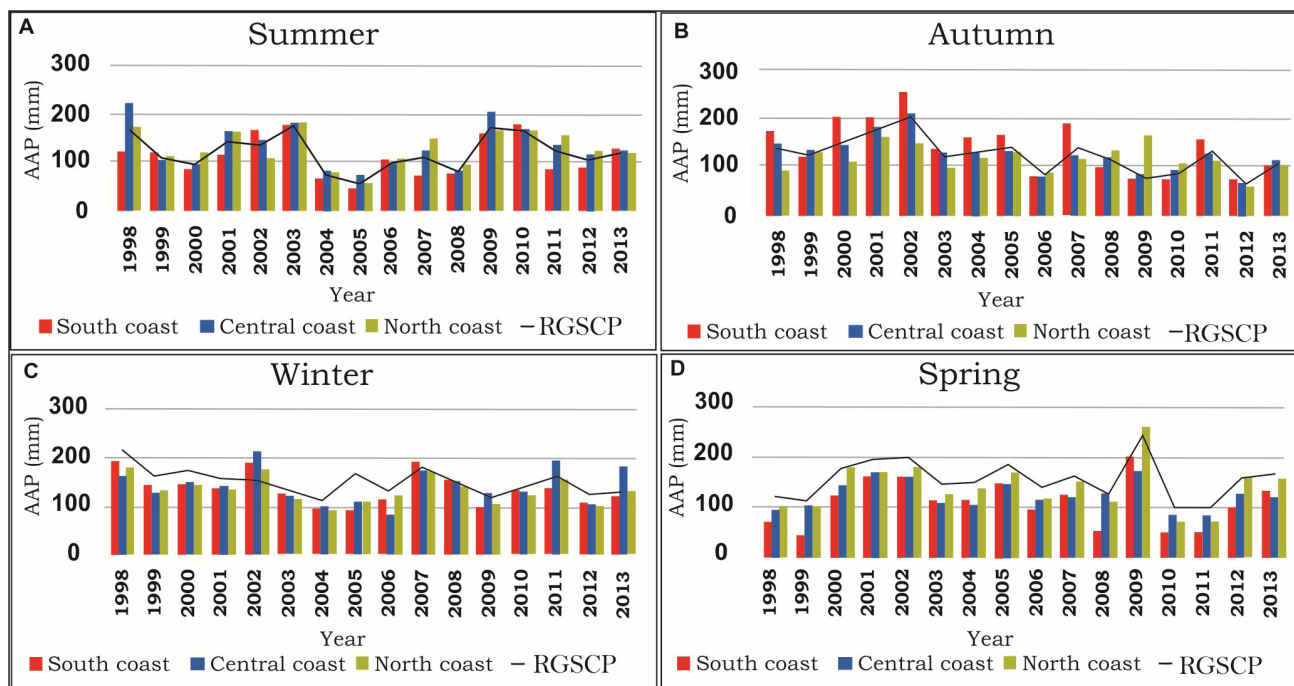 A
Summer
AAP (mm)
300
200
100
0
1998 1999 2000 2001 2002 2003 2004 2005 2006 2007 2008 2009 2010 2011 2012 2013
Year
South coast Central coast North coast –RGSCP
B
Autumn
AAP (mm)
300
200
100
0
1998 1999 2000 2001 2002 2003 2004 2005 2006 2007 2008 2009 2010 2011 2012 2013
Year
South coast Central coast North coast –RGSCP
C
Winter
AAP (mm)
300
200
100
0
1998 1999 2000 2001 2002 2003 2004 2005 2006 2007 2008 2009 2010 2011 2012 2013
Year
South coast Central coast North coast – RGSCP
D
Spring
AAP (mm)
300
200
100
0
1998 1999 2000 2001 2002 2003 2004 2005 2006 2007 2008 2009 2010 2011 2012 2013
Year
South coast Central coast North coast – RGSCP